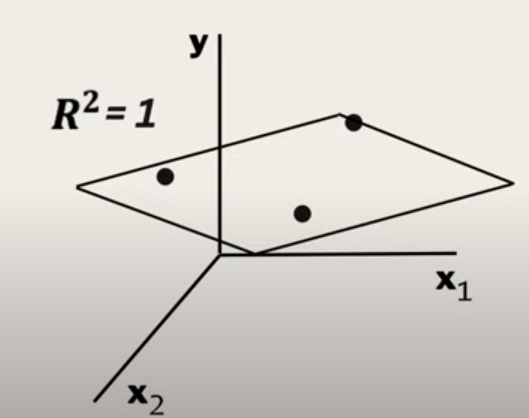 y
R² = 1
x₁
x₂